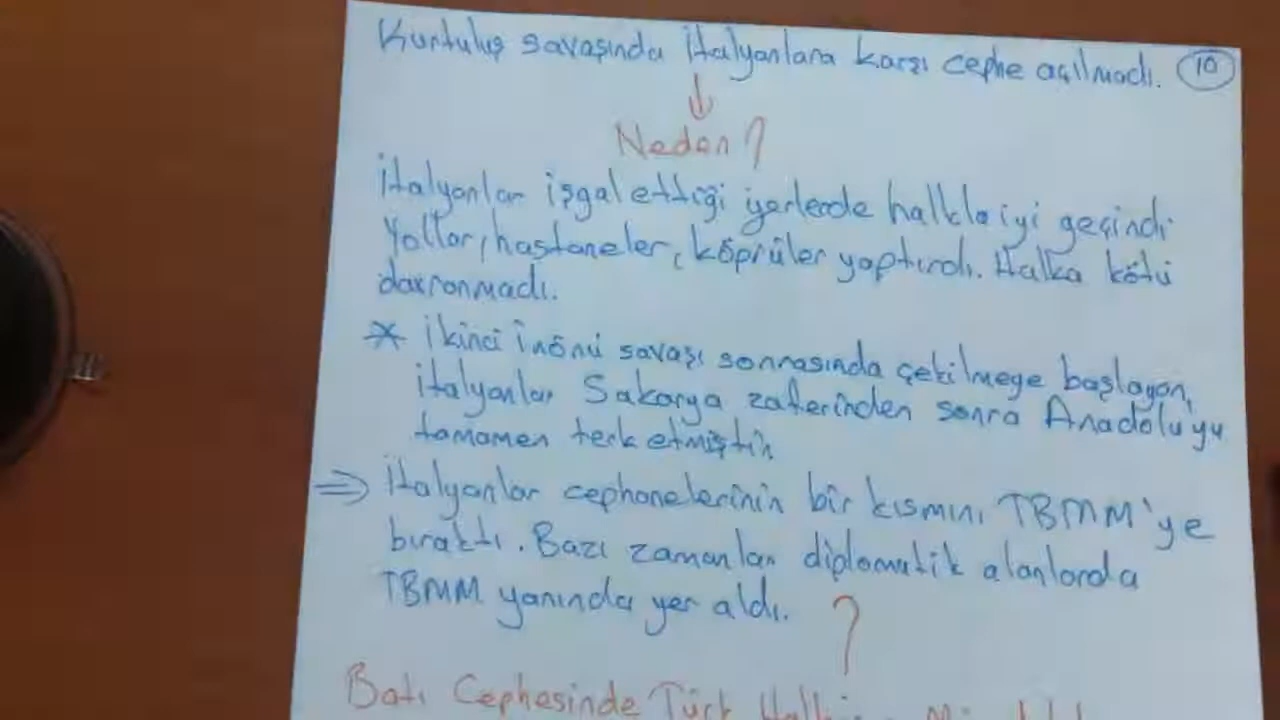 Kurtuluş savaşında İtalyanlara karşı cephe açılmadı. 10
Neden?
İtalyanlar işgal ettiği yerlerde halkla iyi geçindi
Yollar, hastaneler, köprüler yaptırdı. Halka kötü
davranmadı.
* İkinci İnönü savaşı sonrasında çekilmeye başlayan,
İtalyanlar Sakarya zaferinden sonra Anadolu'yu
tamamen terk etmiştir
⇒ İtalyanlar cephanelerinin bir kısmını TBMM'ye
bıraktı. Bazı zamanlar diplomatik alanlarda
TBMM yanında yer aldı. ?
Batı Cephesinde Türk